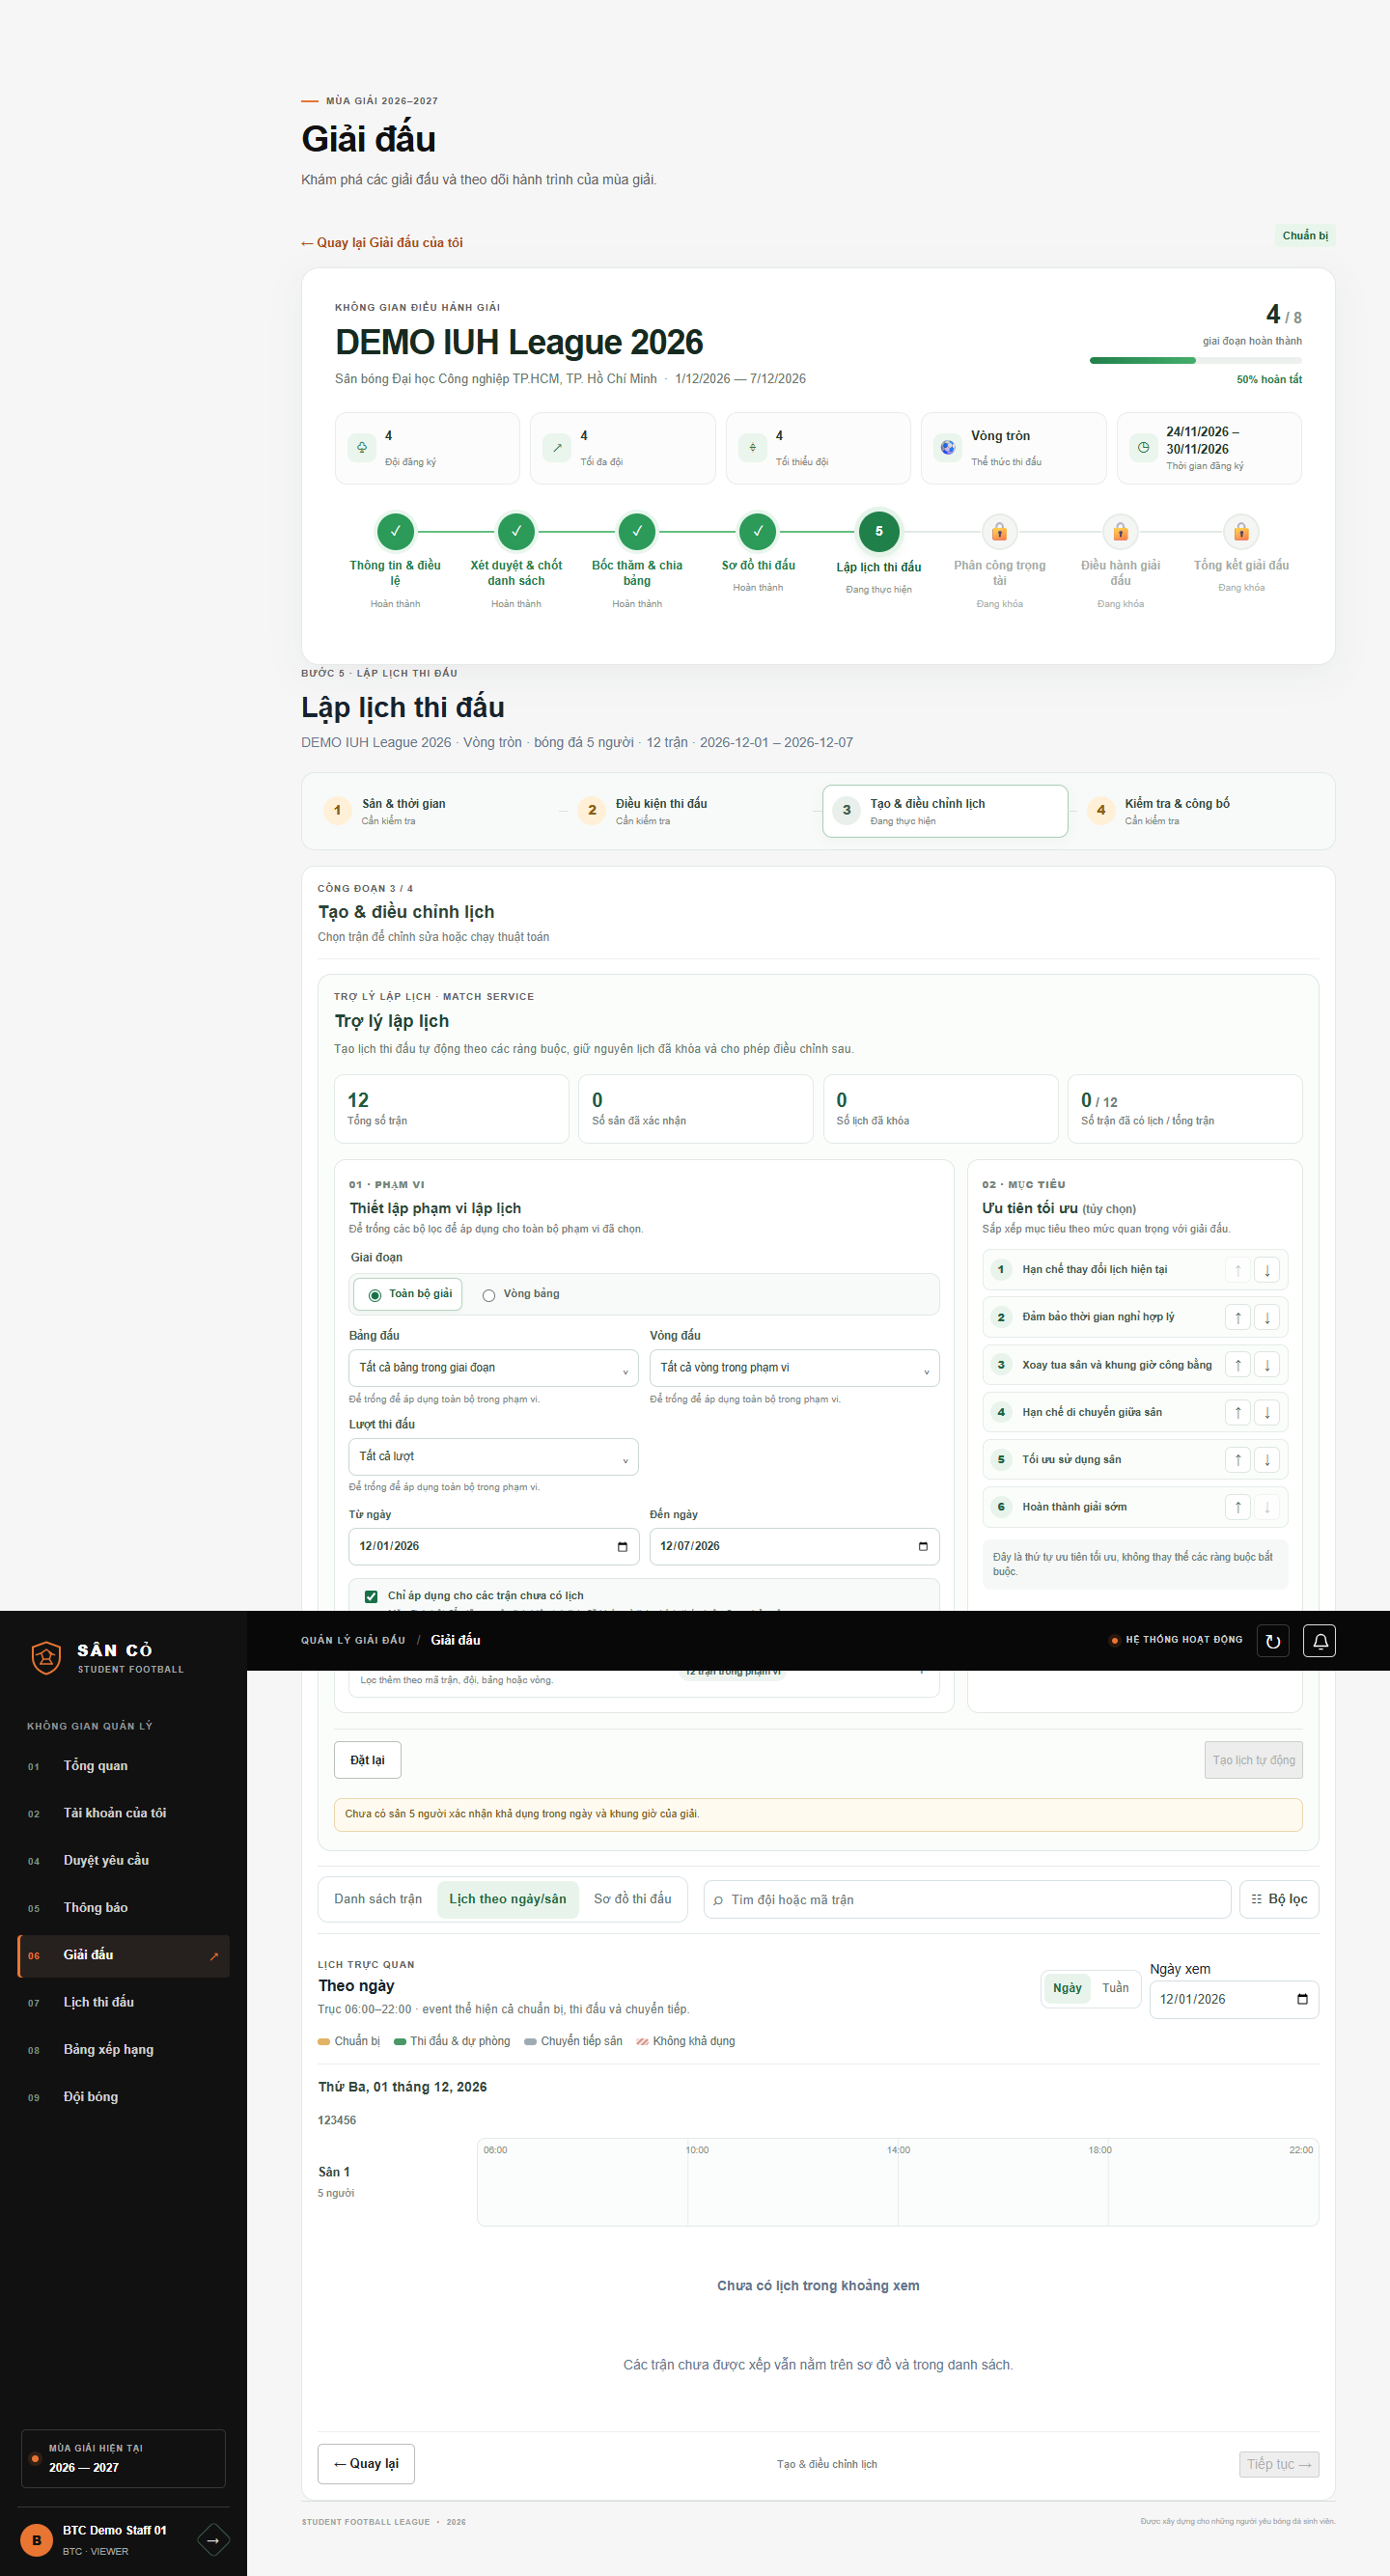 MÙA GIẢI 2026–2027
Giải đấu
Khám phá các giải đấu và theo dõi hành trình của mùa giải.
← Quay lại Giải đấu của tôi
Chuẩn bị
KHÔNG GIAN ĐIỀU HÀNH GIẢI
DEMO IUH League 2026
Sân bóng Đại học Công nghiệp TP.HCM, TP. Hồ Chí Minh · 1/12/2026 — 7/12/2026
4 / 8
giai đoạn hoàn thành
50% hoàn tất
4
Đội đăng ký
4
Tối đa đội
4
Tối thiểu đội
Vòng tròn
Thể thức thi đấu
24/11/2026 –
30/11/2026
Thời gian đăng ký
✓
Thông tin & điều
lệ
Hoàn thành
✓
Xét duyệt & chốt
danh sách
Hoàn thành
✓
Bốc thăm & chia
bảng
Hoàn thành
✓
Sơ đồ thi đấu
Hoàn thành
5
Lập lịch thi đấu
Đang thực hiện
Phân công trọng
tài
Đang khóa
Điều hành giải
đấu
Đang khóa
Tổng kết giải đấu
Đang khóa
BƯỚC 5 · LẬP LỊCH THI ĐẤU
Lập lịch thi đấu
DEMO IUH League 2026 · Vòng tròn · bóng đá 5 người · 12 trận · 2026-12-01 – 2026-12-07
1
Sân & thời gian
Cần kiểm tra
2
Điều kiện thi đấu
Cần kiểm tra
3
Tạo & điều chỉnh lịch
Đang thực hiện
4
Kiểm tra & công bố
Cần kiểm tra
CÔNG ĐOẠN 3 / 4
Tạo & điều chỉnh lịch
Chọn trận để chỉnh sửa hoặc chạy thuật toán
TRỢ LÝ LẬP LỊCH · MATCH SERVICE
Trợ lý lập lịch
Tạo lịch thi đấu tự động theo các ràng buộc, giữ nguyên lịch đã khóa và cho phép điều chỉnh sau.
12
Tổng số trận
0
Số sân đã xác nhận
0
Số lịch đã khóa
0 / 12
Số trận đã có lịch / tổng trận
01 · PHẠM VI
Thiết lập phạm vi lập lịch
Để trống các bộ lọc để áp dụng cho toàn bộ phạm vi đã chọn.
Giai đoạn
Toàn bộ giải
Vòng bảng
Bảng đấu
Tất cả bảng trong giai đoạn
Để trống để áp dụng toàn bộ trong phạm vi.
Vòng đấu
Tất cả vòng trong phạm vi
Để trống để áp dụng toàn bộ trong phạm vi.
Lượt thi đấu
Tất cả lượt
Để trống để áp dụng toàn bộ trong phạm vi.
Từ ngày
12/01/2026
Đến ngày
12/07/2026
Chỉ áp dụng cho các trận chưa có lịch
02 · MỤC TIÊU
Ưu tiên tối ưu (tùy chọn)
Sắp xếp mục tiêu theo mức quan trọng với giải đấu.
1 Hạn chế thay đổi lịch hiện tại ↑ ↓
2 Đảm bảo thời gian nghỉ hợp lý ↑ ↓
3 Xoay tua sân và khung giờ công bằng ↑ ↓
4 Hạn chế di chuyển giữa sân ↑ ↓
5 Tối ưu sử dụng sân ↑ ↓
6 Hoàn thành giải sớm ↑ ↓
Đây là thứ tự ưu tiên tối ưu, không thay thế các ràng buộc bắt
buộc.
SÂN CỎ
STUDENT FOOTBALL
QUẢN LÝ GIẢI ĐẤU / Giải đấu
HỆ THỐNG HOẠT ĐỘNG
KHÔNG GIAN QUẢN LÝ
01 Tổng quan
02 Tài khoản của tôi
04 Duyệt yêu cầu
05 Thông báo
06 Giải đấu ↗
07 Lịch thi đấu
08 Bảng xếp hạng
09 Đội bóng
MÙA GIẢI HIỆN TẠI
2026 — 2027
B
BTC Demo Staff 01
BTC · VIEWER
→
12 trận trong phạm vi
Lọc thêm theo mã trận, đội, bảng hoặc vòng.
Đặt lại
Tạo lịch tự động
Chưa có sân 5 người xác nhận khả dụng trong ngày và khung giờ của giải.
Danh sách trận
Lịch theo ngày/sân
Sơ đồ thi đấu
Tìm đội hoặc mã trận
Bộ lọc
LỊCH TRỰC QUAN
Theo ngày
Trục 06:00–22:00 · event thể hiện cả chuẩn bị, thi đấu và chuyển tiếp.
Ngày
Tuần
Ngày xem
12/01/2026
Chuẩn bị
Thi đấu & dự phòng
Chuyển tiếp sân
Không khả dụng
Thứ Ba, 01 tháng 12, 2026
123456
06:00 10:00 14:00 18:00 22:00
Sân 1
5 người
Chưa có lịch trong khoảng xem
Các trận chưa được xếp vẫn nằm trên sơ đồ và trong danh sách.
← Quay lại
Tạo & điều chỉnh lịch
Tiếp tục →
STUDENT FOOTBALL LEAGUE • 2026
Được xây dựng cho những người yêu bóng đá sinh viên.